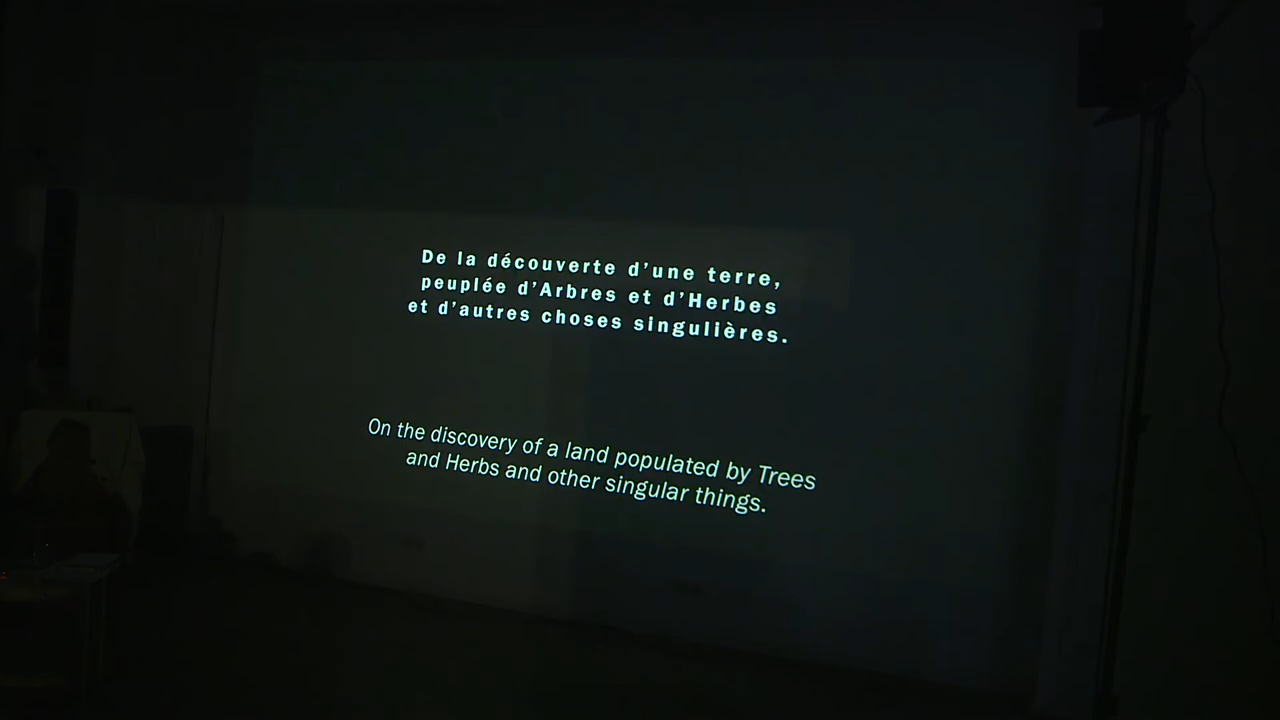 De la découverte d’une terre,
peuplée d’Arbres et d’Herbes
et d’autres choses singulières.
On the discovery of a land populated by Trees
and Herbs and other singular things.